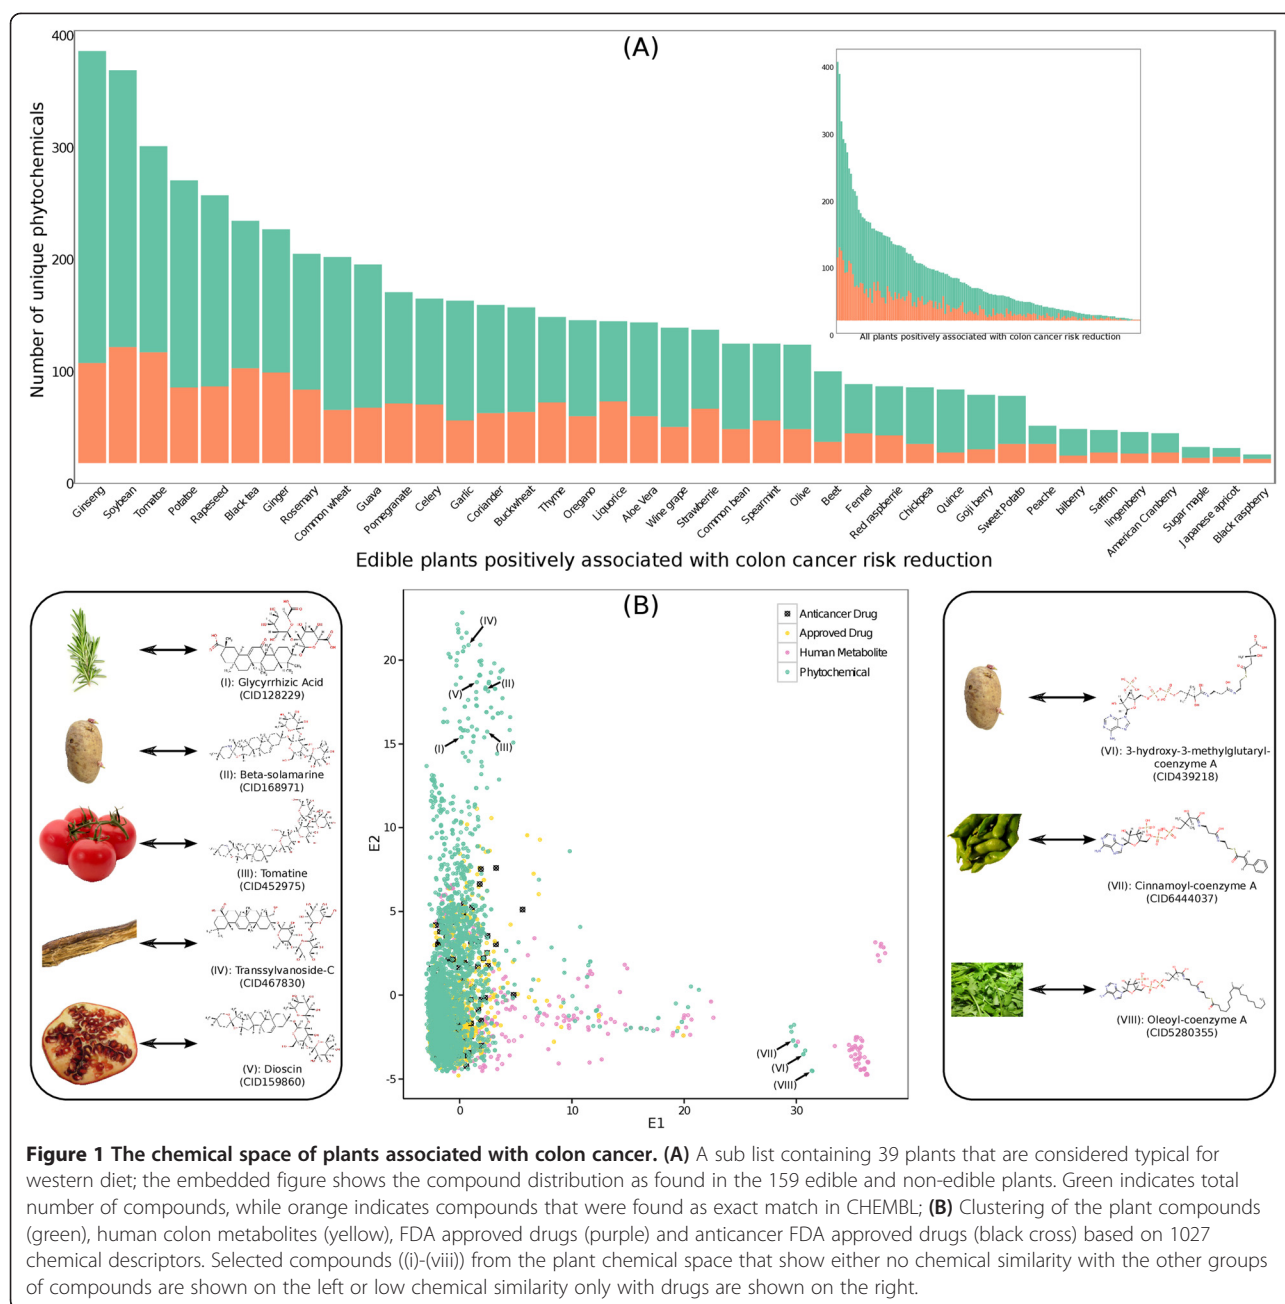 (A)
400
300
200
100
0
Number of unique phytochemicals
400
300
200
100
0
All plants positively associated with colon cancer risk reduction
Ginseng
Soybean
Tomatoe
Potatoe
Rapeseed
Black tea
Ginger
Rosemary
Common wheat
Guava
Pomegranate
Celery
Garlic
Coriander
Buckwheat
Thyme
Oregano
Liquorice
Aloe Vera
Wine grape
Strawberrie
Common bean
Spearmint
Olive
Beet
Fennel
Red raspberrie
Chickpea
Quince
Goji berry
Sweet Potato
Peache
bilberry
Saffron
lingenberry
American Cranberry
Sugar maple
Japanese apricot
Black raspberry
Edible plants positively associated with colon cancer risk reduction
(I): Glycyrrhizic Acid
(CID128229)
(II): Beta-solamarine
(CID168971)
(III): Tomatine
(CID452975)
(IV): Transsylvanoside-C
(CID467830)
(V): Dioscin
(CID159860)
(B)
Anticancer Drug
Approved Drug
Human Metabolite
Phytochemical
(IV)
(V)
(II)
(I)
(III)
(VII)
(VI)
(VIII)
20
15
10
5
0
-5
E2
0
10
20
30
E1
(VI): 3-hydroxy-3-methylglutaryl-
coenzyme A
(CID439218)
(VII): Cinnamoyl-coenzyme A
(CID6444037)
(VIII): Oleoyl-coenzyme A
(CID5280355)
Figure 1 The chemical space of plants associated with colon cancer. (A) A sub list containing 39 plants that are considered typical for
western diet; the embedded figure shows the compound distribution as found in the 159 edible and non-edible plants. Green indicates total
number of compounds, while orange indicates compounds that were found as exact match in CHEMBL; (B) Clustering of the plant compounds
(green), human colon metabolites (yellow), FDA approved drugs (purple) and anticancer FDA approved drugs (black cross) based on 1027
chemical descriptors. Selected compounds ((i)-(viii)) from the plant chemical space that show either no chemical similarity with the other groups
of compounds are shown on the left or low chemical similarity only with drugs are shown on the right.